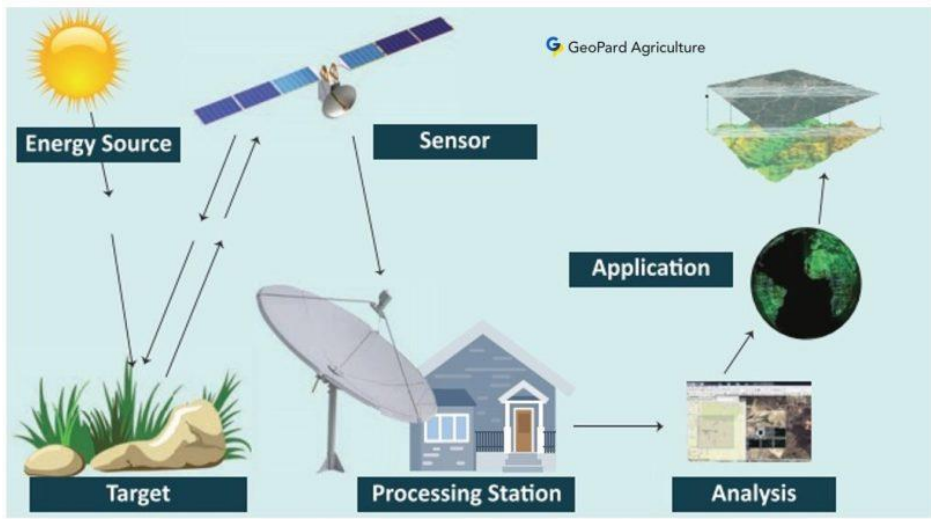 GeoPard Agriculture
Energy Source
Sensor
Application
Target
Processing Station
Analysis